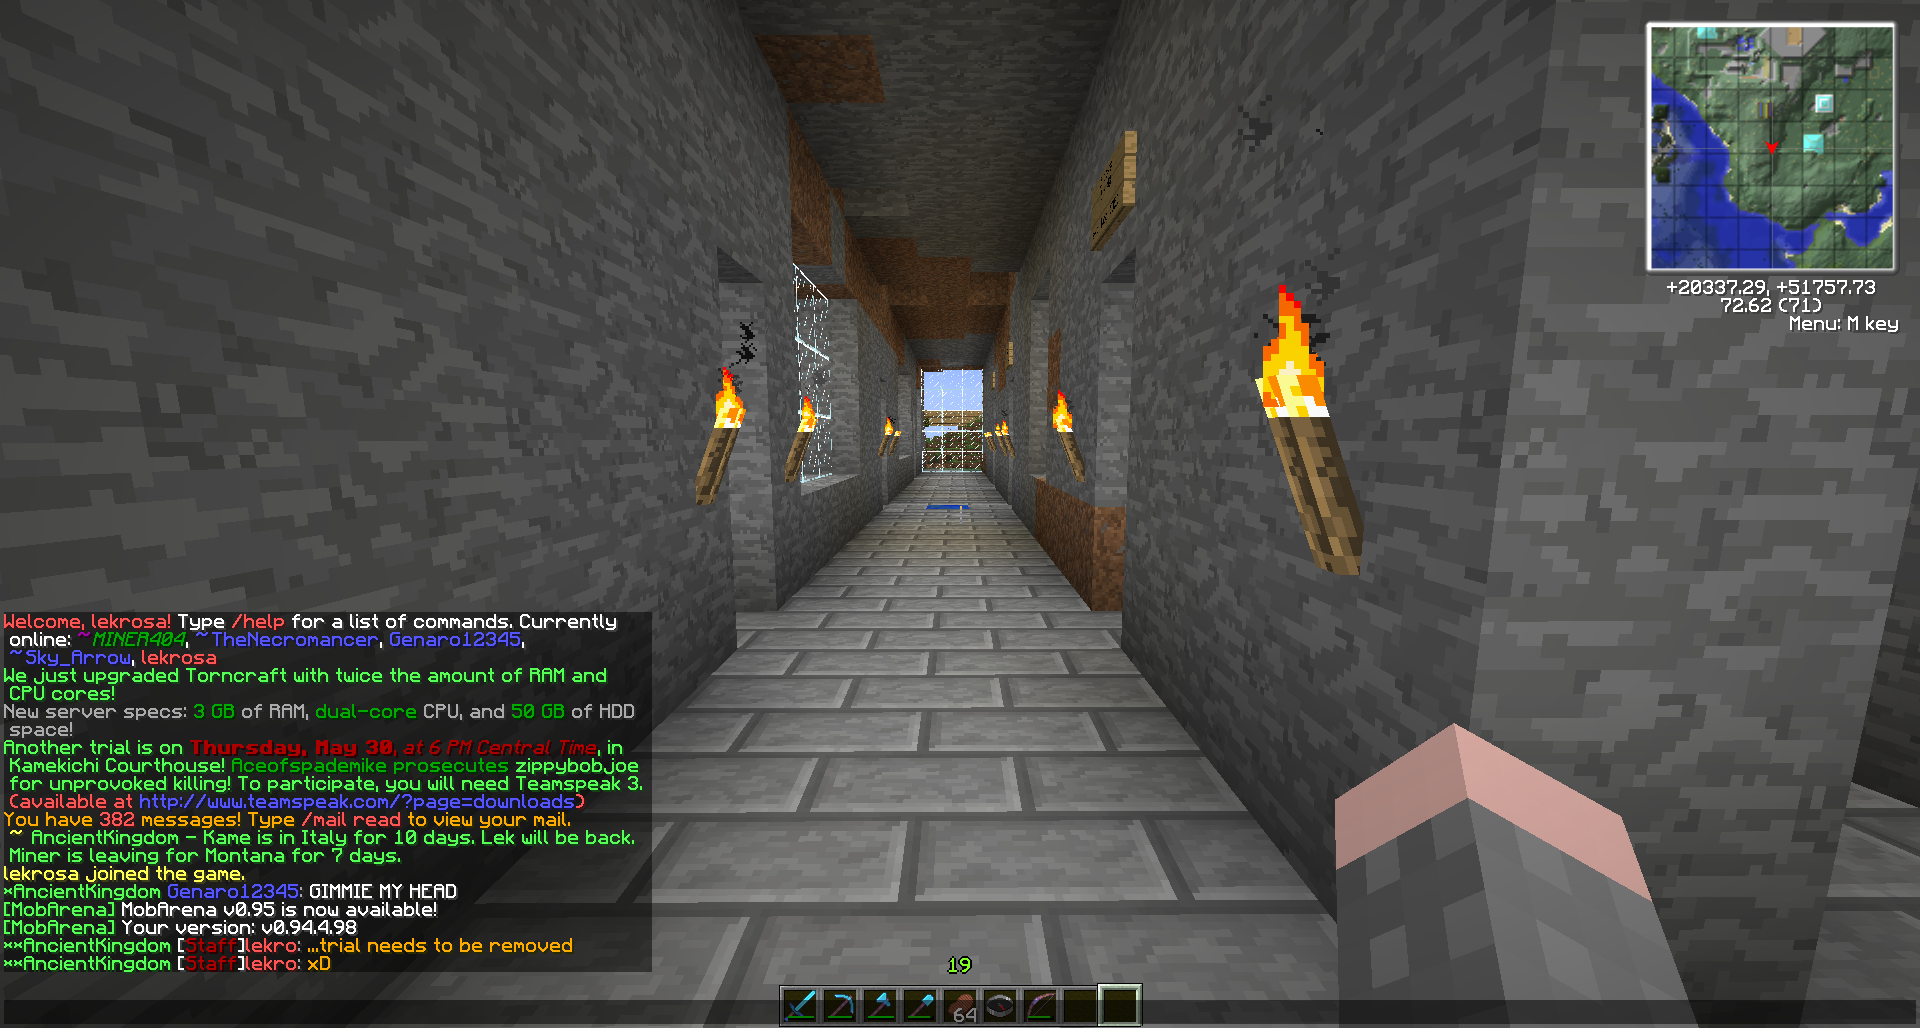 +20337.29, +51757.73
72.62 (71)
Menu: M key
Welcome, lekrosa! Type /help for a list of commands. Currently
online: ~MINER404, ~TheNecromancer, Genaro12345,
~Sky_Arrow, lekrosa
We just upgraded Torncraft with twice the amount of RAM and
CPU cores!
New server specs: 3 GB of RAM, dual-core CPU, and 50 GB of HDD
space!
Another trial is on Thursday, May 30, at 6 PM Central Time, in
Kamekichi Courthouse! Aceofspademike prosecutes zippybobjoe
for unprovoked killing! To participate, you will need Teamspeak 3.
(available at http://www.teamspeak.com/?page=downloads)
You have 382 messages! Type /mail read to view your mail.
~ AncientKingdom - Kame is in Italy for 10 days. Lek will be back.
Miner is leaving for Montana for 7 days.
lekrosa joined the game.
*AncientKingdom Genaro12345: GIMMIE MY HEAD
[MobArena] MobArena v0.95 is now available!
[MobArena] Your version: v0.94.4.98
**AncientKingdom [Staff]lekro: ...trial needs to be removed
**AncientKingdom [Staff]lekro: xD
19
64